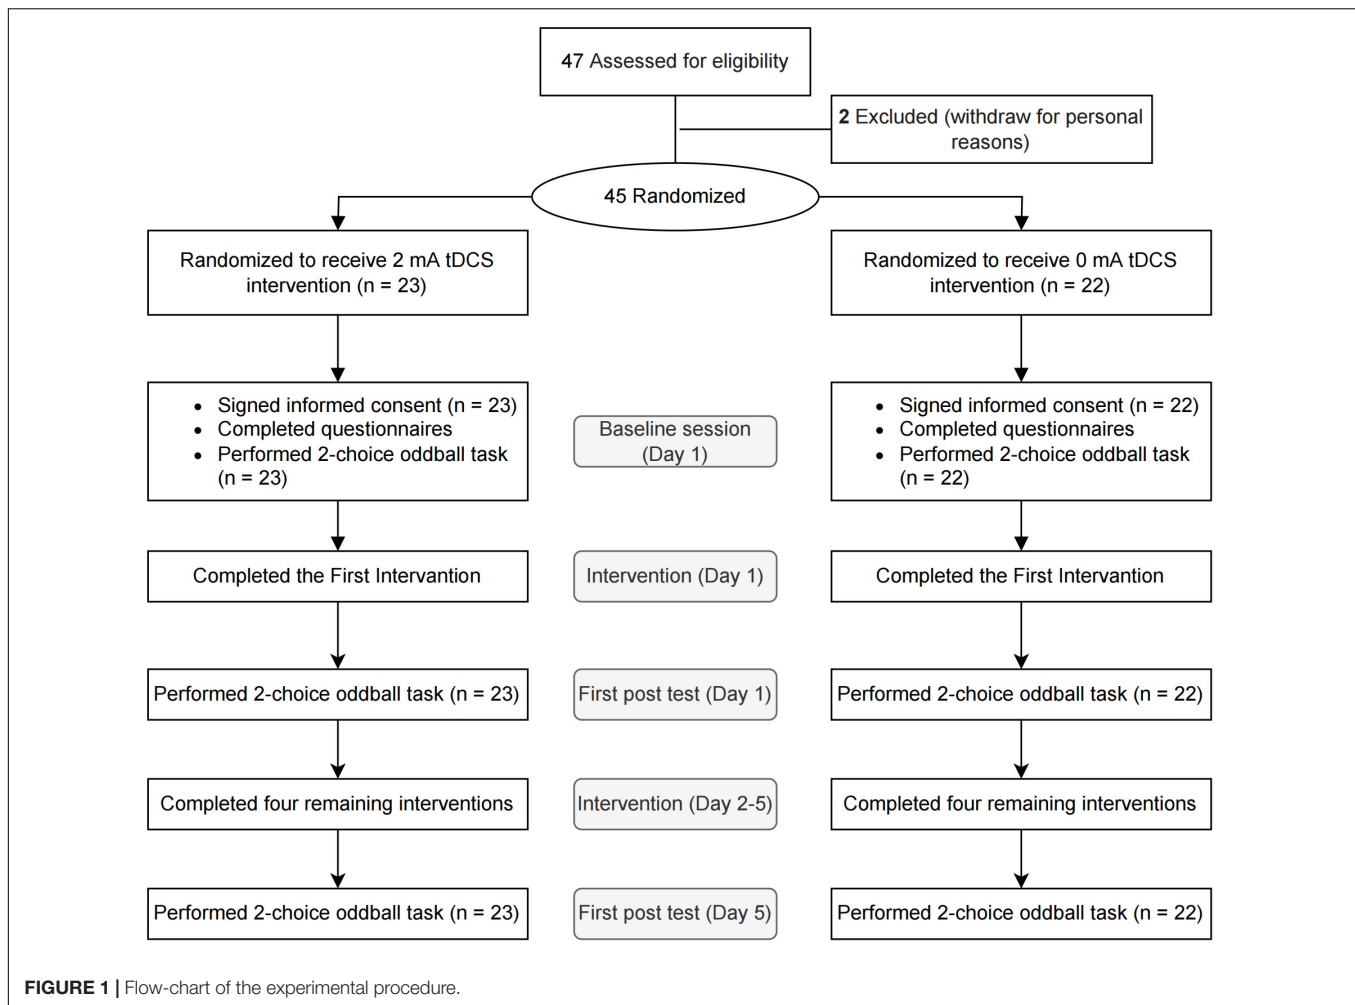 47 Assessed for eligibility
2 Excluded (withdraw for personal
reasons)
45 Randomized
Randomized to receive 2 mA tDCS
intervention (n = 23)
Randomized to receive 0 mA tDCS
intervention (n = 22)
• Signed informed consent (n = 23)
• Completed questionnaires
• Performed 2-choice oddball task
(n = 23)
Baseline session
(Day 1)
• Signed informed consent (n = 22)
• Completed questionnaires
• Performed 2-choice oddball task
(n = 22)
Completed the First Intervantion
Intervention (Day 1)
Completed the First Intervantion
Performed 2-choice oddball task (n = 23)
First post test (Day 1)
Performed 2-choice oddball task (n = 22)
Completed four remaining interventions
Intervention (Day 2-5)
Completed four remaining interventions
Performed 2-choice oddball task (n = 23)
First post test (Day 5)
Performed 2-choice oddball task (n = 22)
FIGURE 1 | Flow-chart of the experimental procedure.